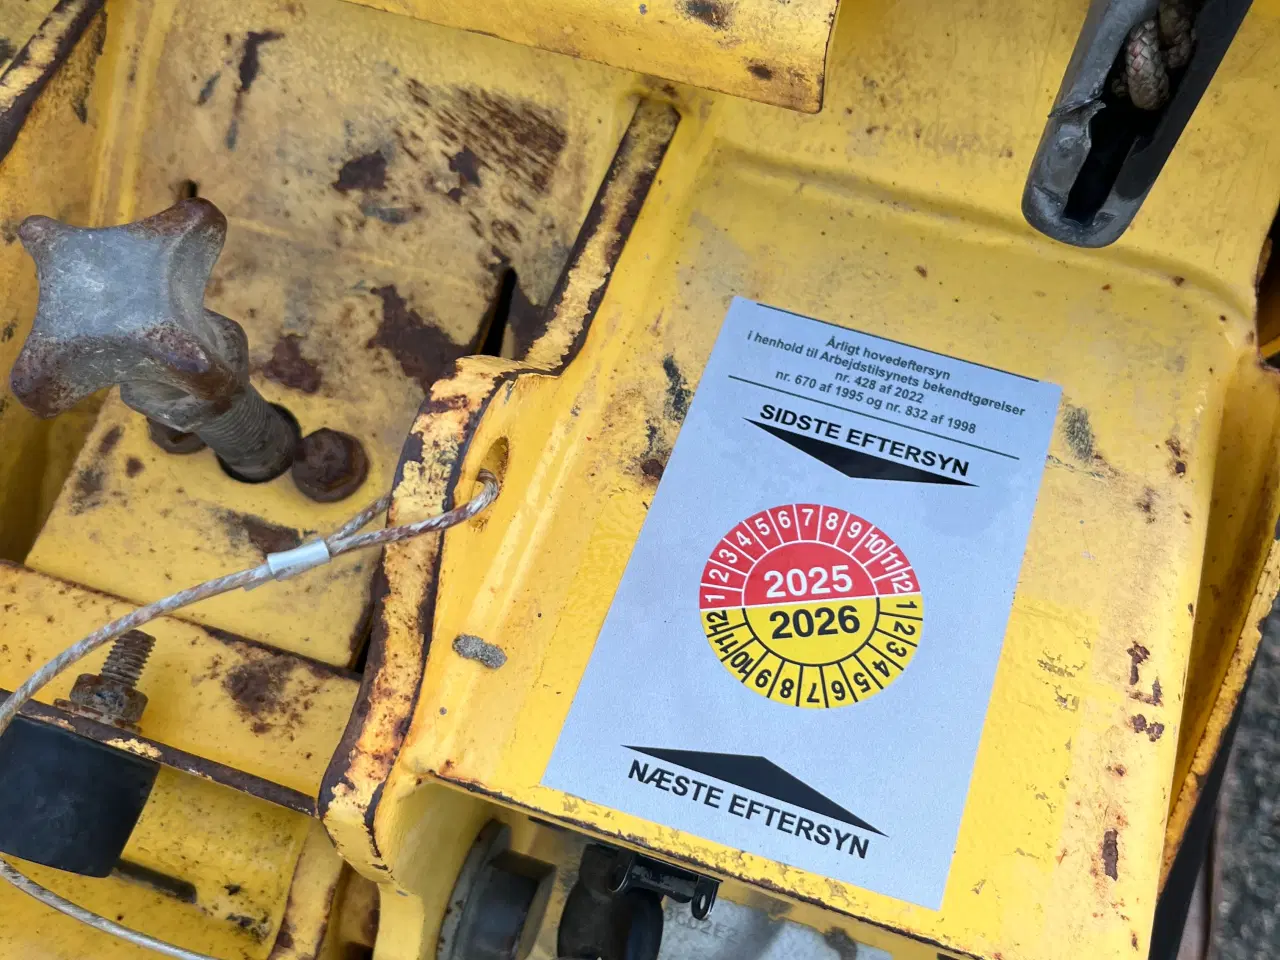 Årligt hovedeftersyn
i henhold til Arbejdstilsynets bekendtgørelser
nr. 428 af 2022
nr. 670 af 1995 og nr. 832 af 1998
SIDSTE EFTERSYN
1 2 3 4 5 6 7 8 9 10 11 12
2025
2026
1 2 3 4 5 6 7 8 9 10 11 12
NÆSTE EFTERSYN